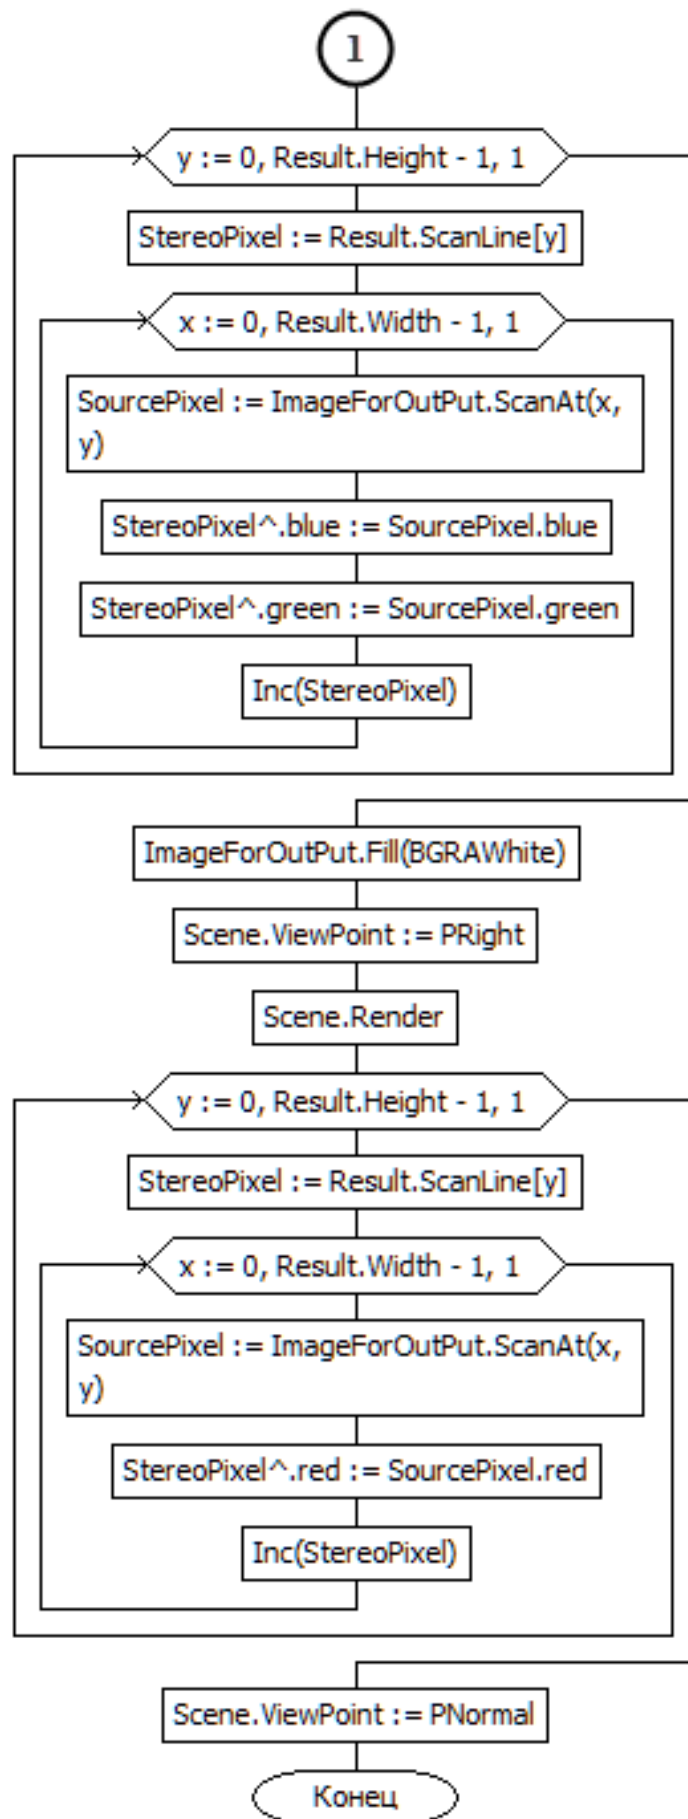 1
y := 0, Result.Height - 1, 1
StereoPixel := Result.ScanLine[y]
x := 0, Result.Width - 1, 1
SourcePixel := ImageForOutPut.ScanAt(x,
y)
StereoPixel^.blue := SourcePixel.blue
StereoPixel^.green := SourcePixel.green
Inc(StereoPixel)
ImageForOutPut.Fill(BGRAWhite)
Scene.ViewPoint := PRight
Scene.Render
y := 0, Result.Height - 1, 1
StereoPixel := Result.ScanLine[y]
x := 0, Result.Width - 1, 1
SourcePixel := ImageForOutPut.ScanAt(x,
y)
StereoPixel^.red := SourcePixel.red
Inc(StereoPixel)
Scene.ViewPoint := PNormal
Конец